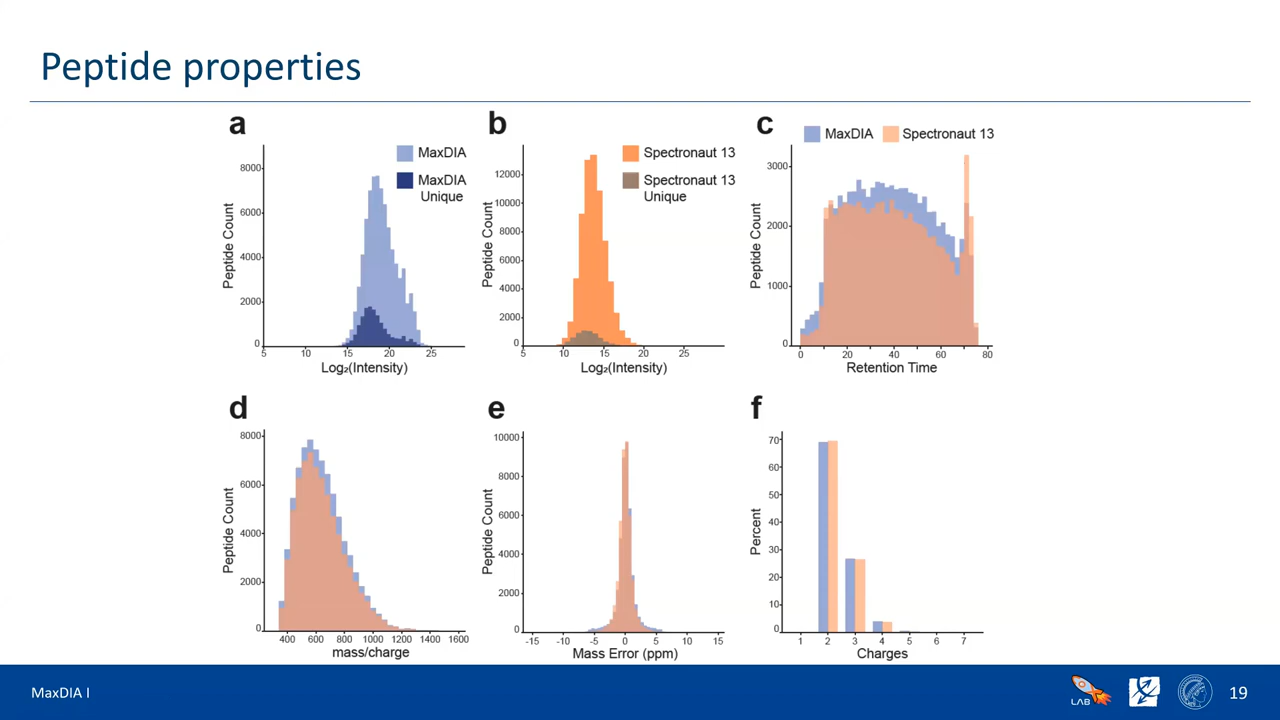 Peptide properties
a
MaxDIA
MaxDIA
Unique
8000
6000
4000
2000
0
Peptide Count
5 10 15 20 25
Log₂(Intensity)
b
Spectronaut 13
Spectronaut 13
Unique
12000
10000
8000
6000
4000
2000
0
Peptide Count
5 10 15 20 25
Log₂(Intensity)
c
MaxDIA Spectronaut 13
3000
2000
1000
0
Peptide Count
0 20 40 60 80
Retention Time
d
8000
6000
4000
2000
0
Peptide Count
400 600 800 1000 1200 1400 1600
mass/charge
e
10000
8000
6000
4000
2000
0
Peptide Count
-15 -10 -5 0 5 10 15
Mass Error (ppm)
f
70
60
50
40
30
20
10
0
Percent
1 2 3 4 5 6 7
Charges
MaxDIA I
LAB
19